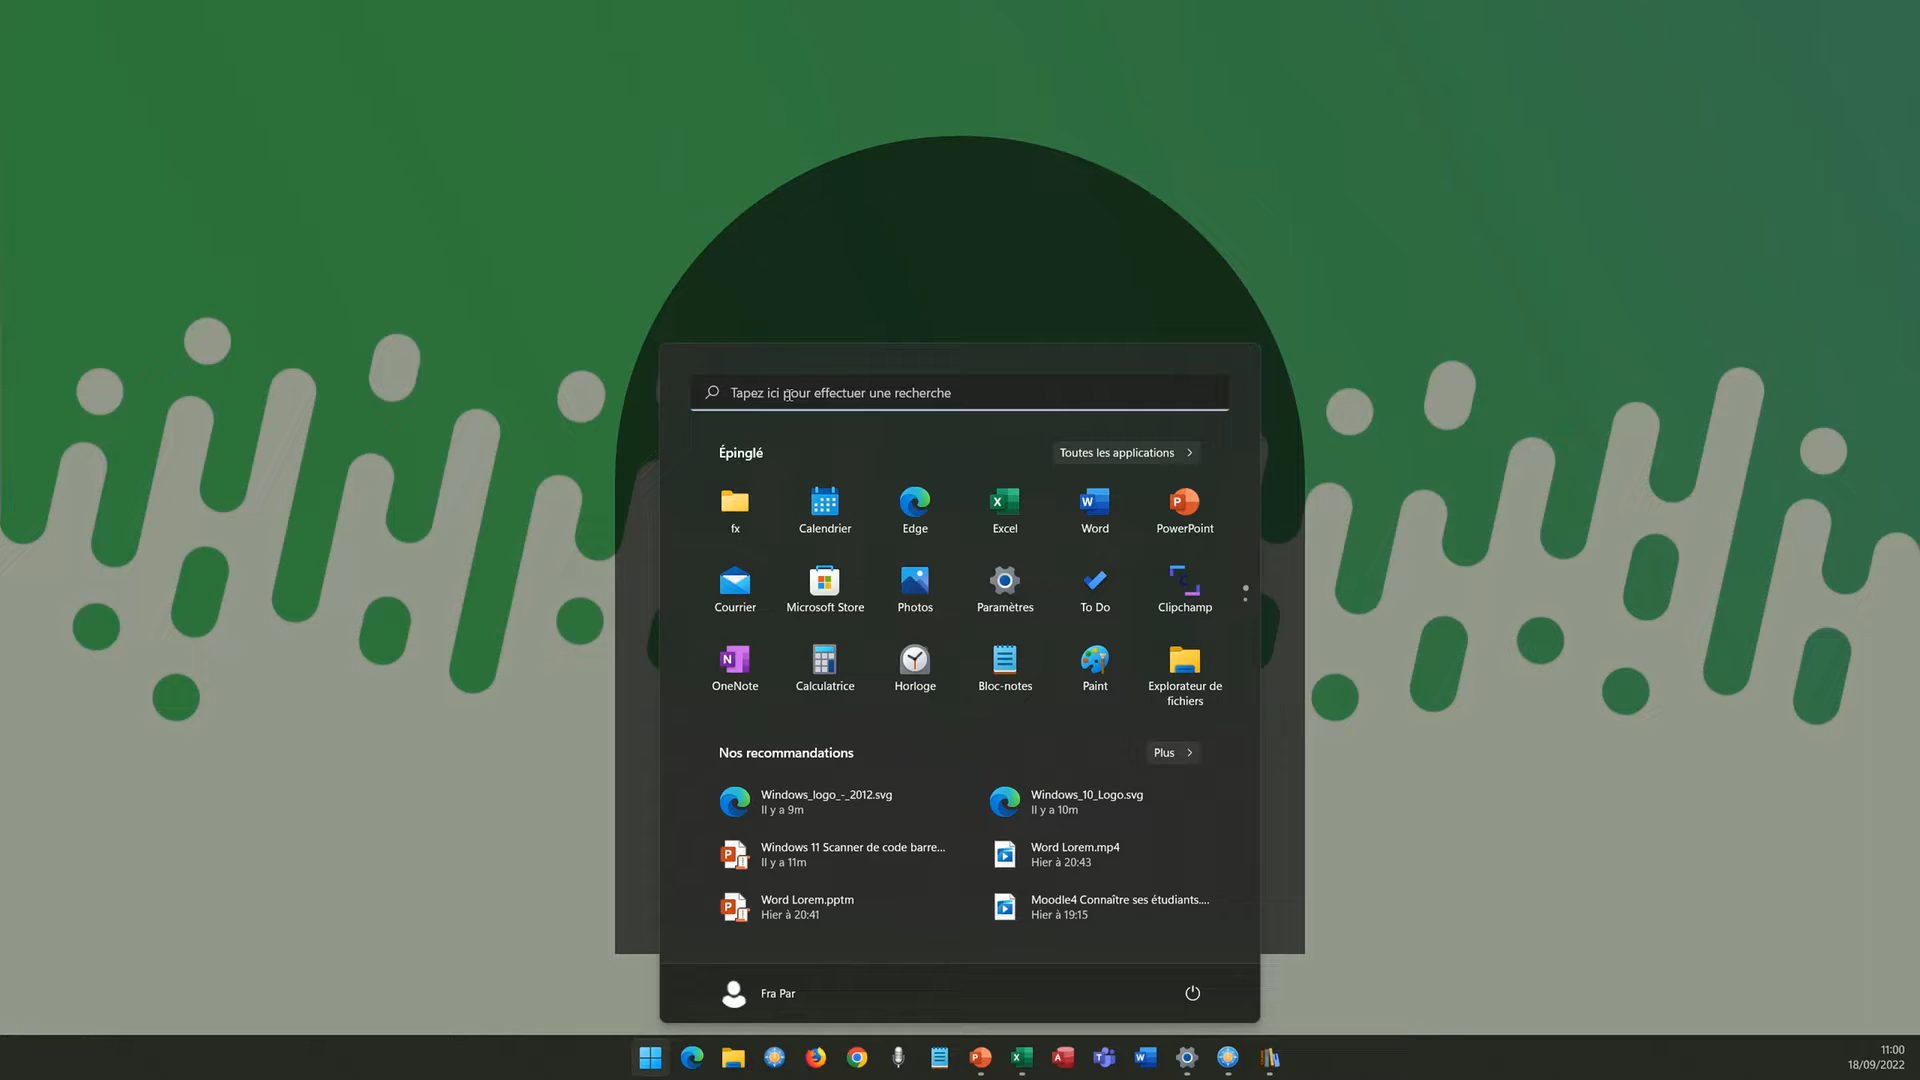 Tapez ici pour effectuer une recherche
Épinglé
Toutes les applications
fx
Calendrier
Edge
Excel
Word
PowerPoint
Courrier
Microsoft Store
Photos
Paramètres
To Do
Clipchamp
OneNote
Calculatrice
Horloge
Bloc-notes
Paint
Explorateur de
fichiers
Nos recommandations
Plus
Windows_logo_-_2012.svg
Il y a 9m
Windows_10_Logo.svg
Il y a 10m
Windows 11 Scanner de code barre...
Il y a 11m
Word Lorem.mp4
Hier à 20:43
Word Lorem.pptm
Hier à 20:41
Moodle4 Connaître ses étudiants....
Hier à 19:15
Fra Par
11:00
18/09/2022